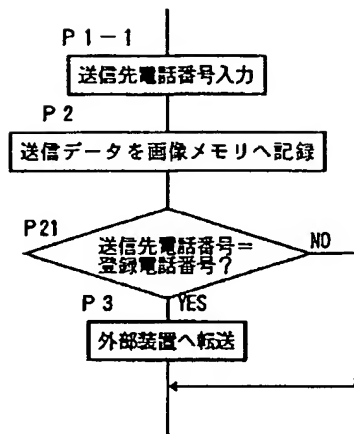 P1-1
送信先電話番号入力
P2
送信データを画像メモリへ記録
P21
送信先電話番号=
登録電話番号?
NO
P3
YES
外部装置へ転送